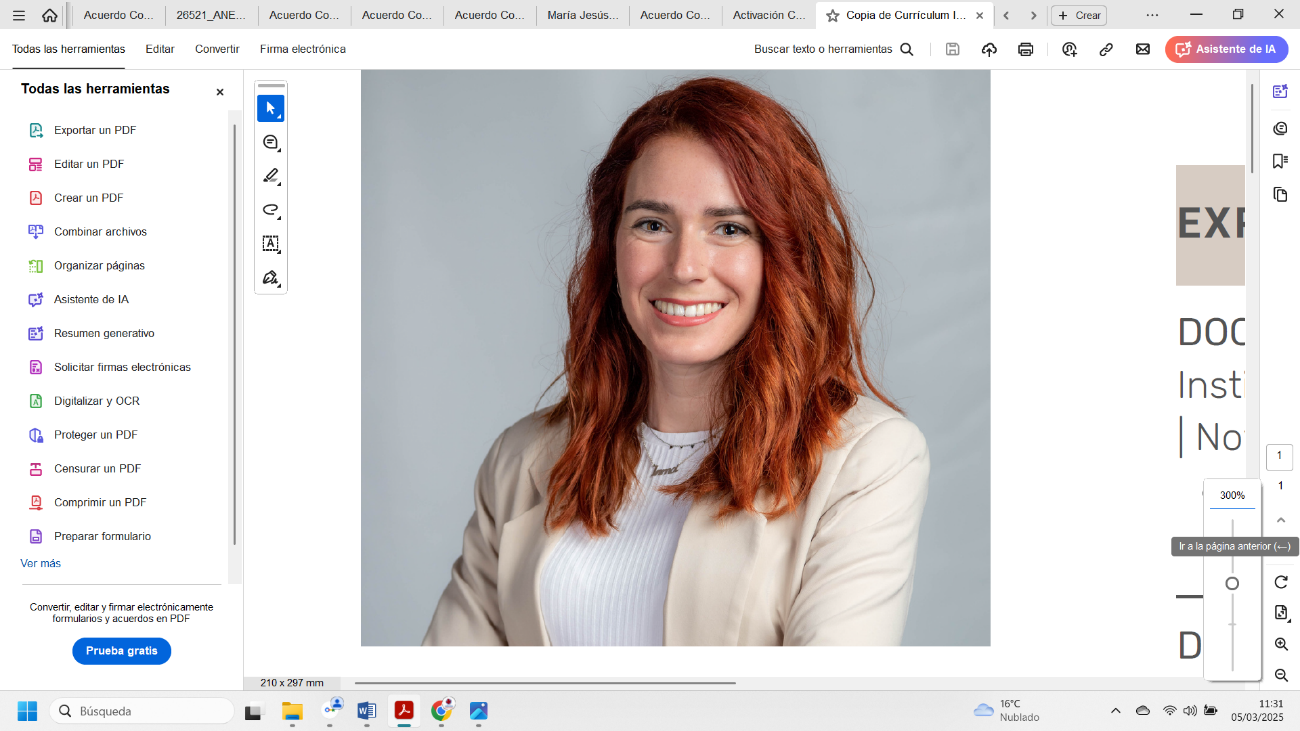 Acuerdo Co...
26521_ANE...
Acuerdo Co...
Acuerdo Co...
Acuerdo Co...
María Jesús...
Acuerdo Co...
Activación C...
Copia de Currículum I...
Crear
Todas las herramientas
Editar
Convertir
Firma electrónica
Buscar texto o herramientas
Asistente de IA
Todas las herramientas
Exportar un PDF
Editar un PDF
Crear un PDF
Combinar archivos
Organizar páginas
Asistente de IA
Resumen generativo
Solicitar firmas electrónicas
Digitalizar y OCR
Proteger un PDF
Censurar un PDF
Comprimir un PDF
Preparar formulario
Ver más
Convertir, editar y firmar electrónicamente
formularios y acuerdos en PDF
Prueba gratis
210 x 297 mm
DOC
Insti
| No
D
1
1
300%
Ir a la página anterior (←)
Búsqueda
16°C
Nublado
11:31
05/03/2025